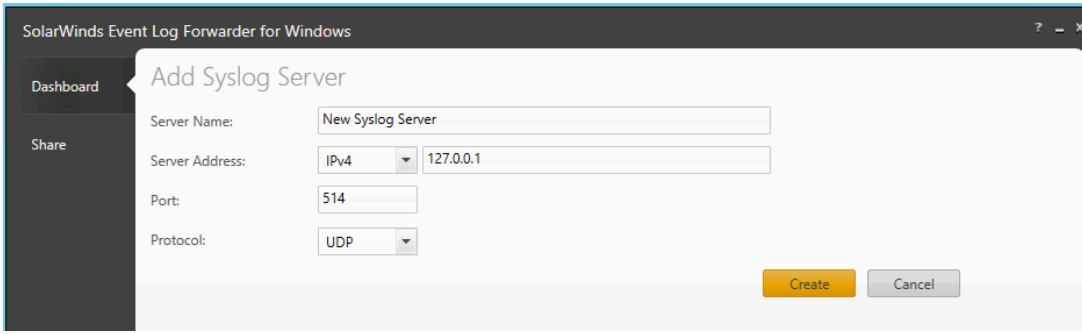 SolarWinds Event Log Forwarder for Windows ? _ x
Dashboard
Share
Add Syslog Server
Server Name: New Syslog Server
Server Address: IPv4 127.0.0.1
Port: 514
Protocol: UDP
Create Cancel